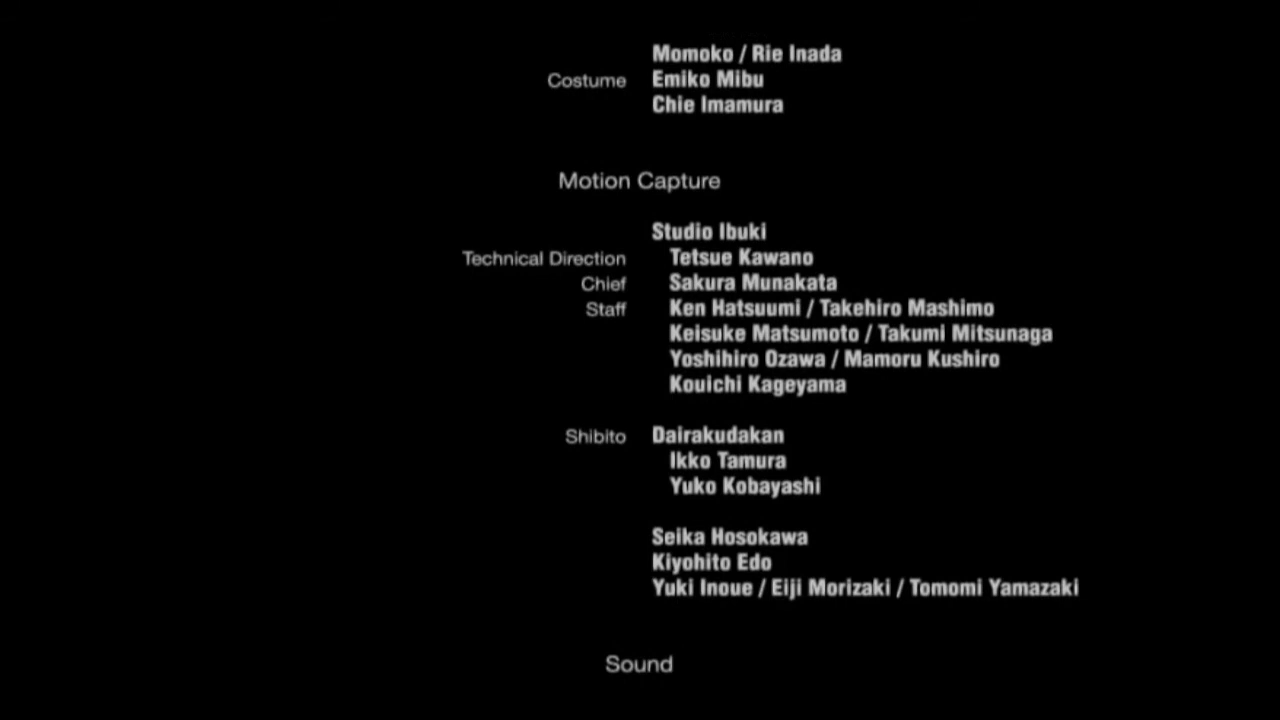 Momoko / Rie Inada
Costume Emiko Mibu
Chie Imamura
Motion Capture
Studio Ibuki
Technical Direction Tetsue Kawano
Chief Sakura Munakata
Staff Ken Hatsuumi / Takehiro Mashimo
Keisuke Matsumoto / Takumi Mitsunaga
Yoshihiro Ozawa / Mamoru Kushiro
Kouichi Kageyama
Shibito Dairakudakan
Ikko Tamura
Yuko Kobayashi
Seika Hosokawa
Kiyohito Edo
Yuki Inoue / Eiji Morizaki / Tomomi Yamazaki
Sound